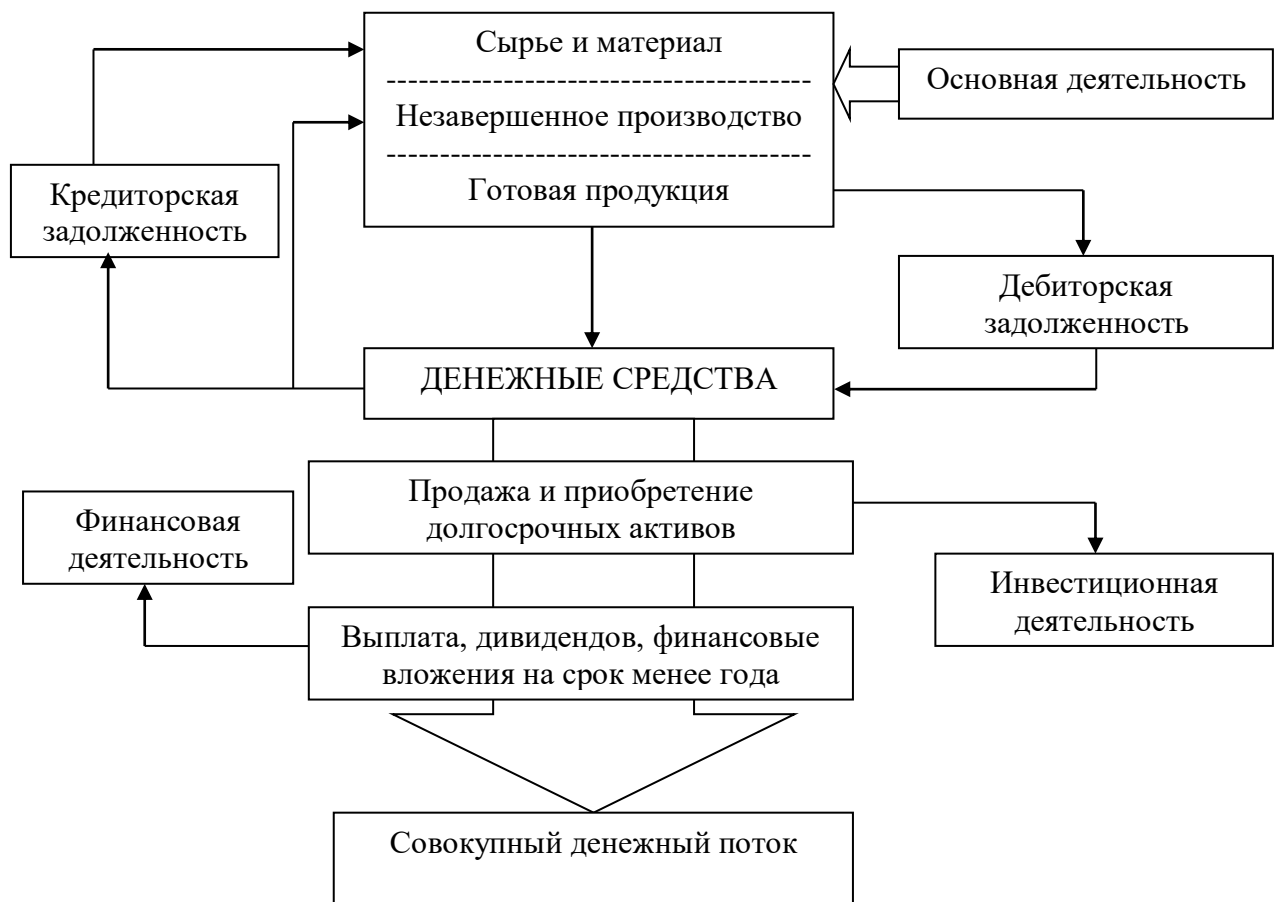 Сырье и материал
Основная деятельность
Незавершенное производство
Готовая продукция
Кредиторская
задолженность
Дебиторская
задолженность
ДЕНЕЖНЫЕ СРЕДСТВА
Продажа и приобретение
долгосрочных активов
Финансовая
деятельность
Инвестиционная
деятельность
Выплата, дивидендов, финансовые
вложения на срок менее года
Совокупный денежный поток